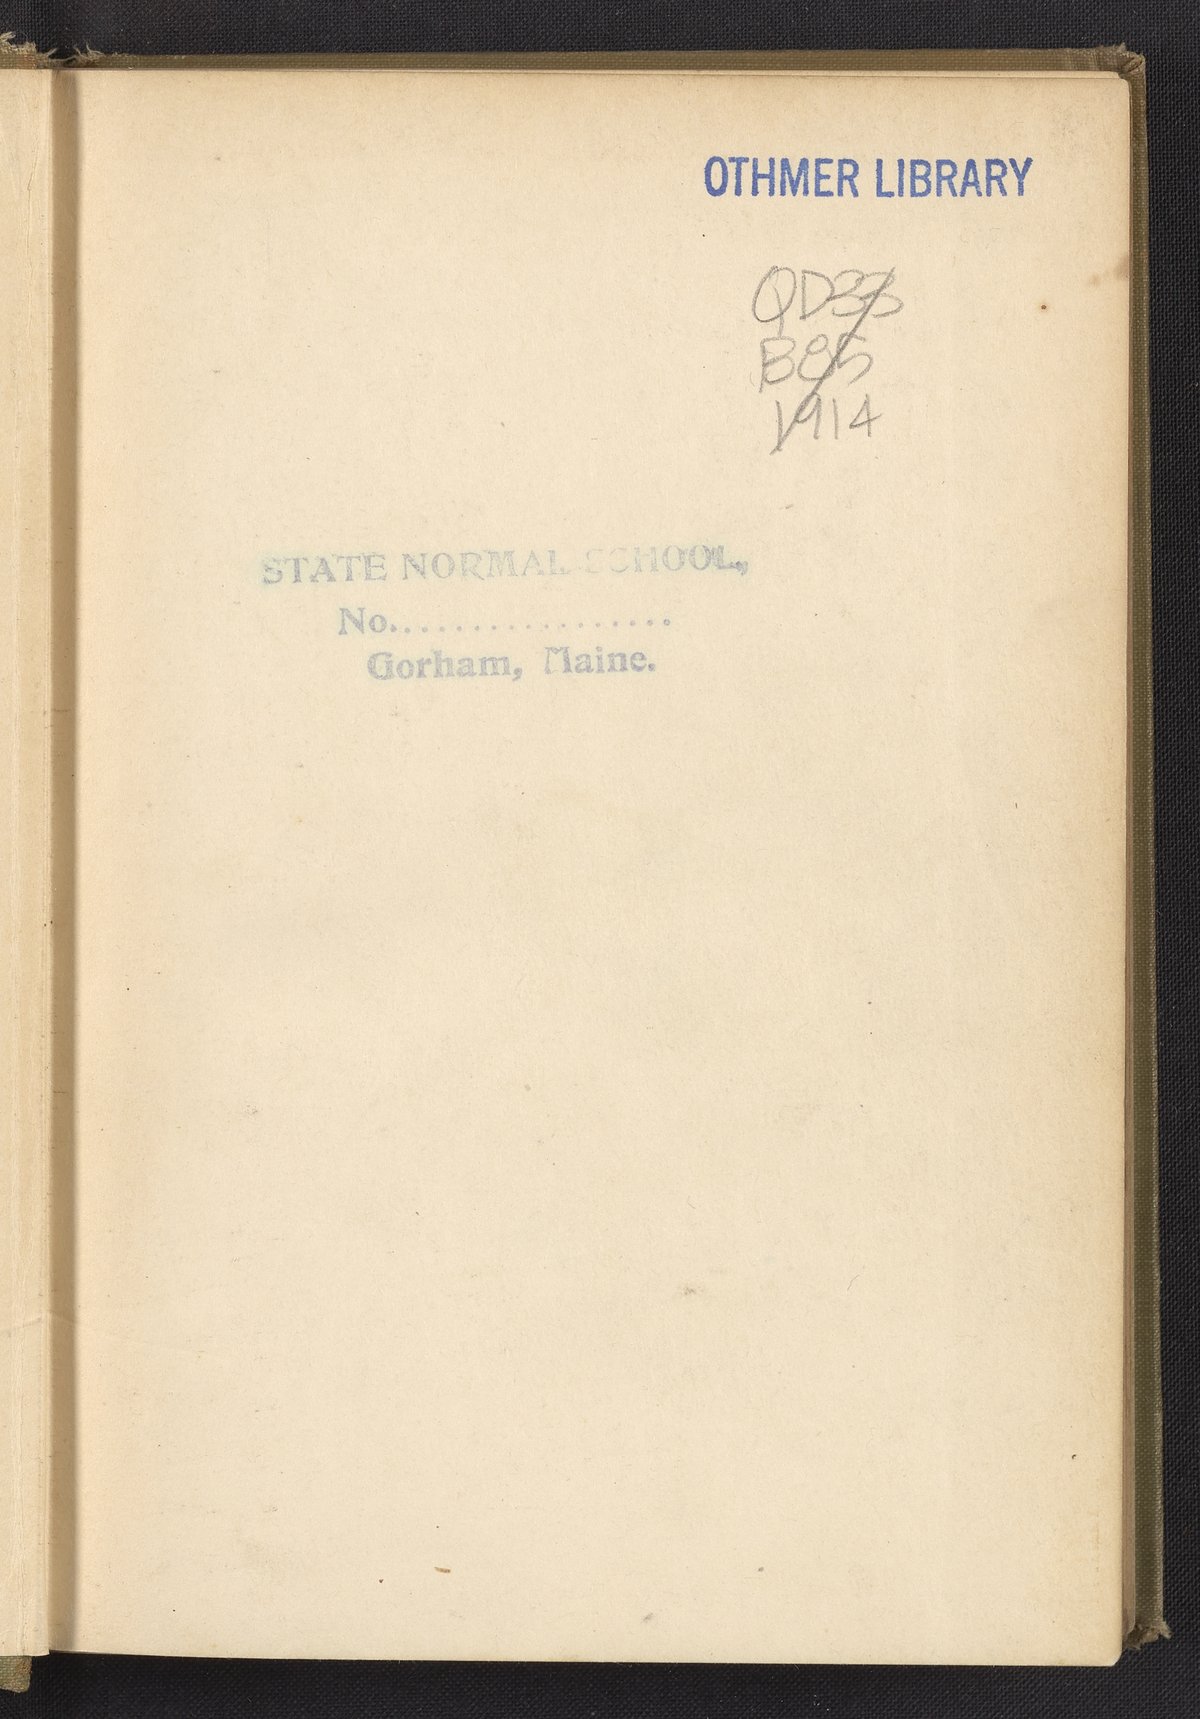 OTHMER LIBRARY
QD33
B85
1914
STATE NORMAL SCHOOL,
No..................
Gorham, Maine.